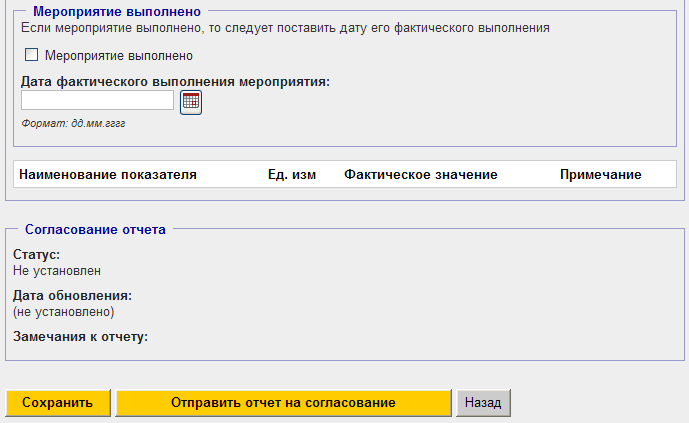 Мероприятие выполнено
Если мероприятие выполнено, то следует поставить дату его фактического выполнения
Мероприятие выполнено
Дата фактического выполнения мероприятия:
Формат: дд.мм.гггг
Наименование показателя Ед. изм Фактическое значение Примечание
Согласование отчета
Статус:
Не установлен
Дата обновления:
(не установлено)
Замечания к отчету:
Сохранить Отправить отчет на согласование Назад